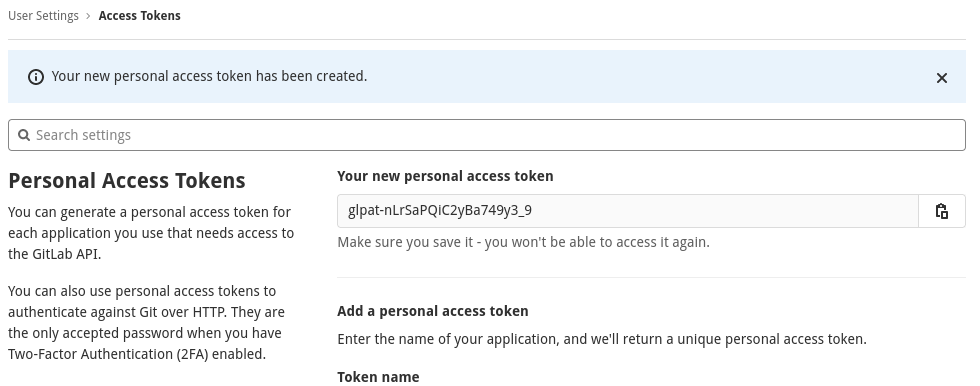 User Settings › Access Tokens
Your new personal access token has been created.
Search settings
Personal Access Tokens
You can generate a personal access token for
each application you use that needs access to
the GitLab API.
You can also use personal access tokens to
authenticate against Git over HTTP. They are
the only accepted password when you have
Two-Factor Authentication (2FA) enabled.
Your new personal access token
glpat-nLrSaPQiC2yBa749y3_9
Make sure you save it - you won't be able to access it again.
Add a personal access token
Enter the name of your application, and we'll return a unique personal access token.
Token name